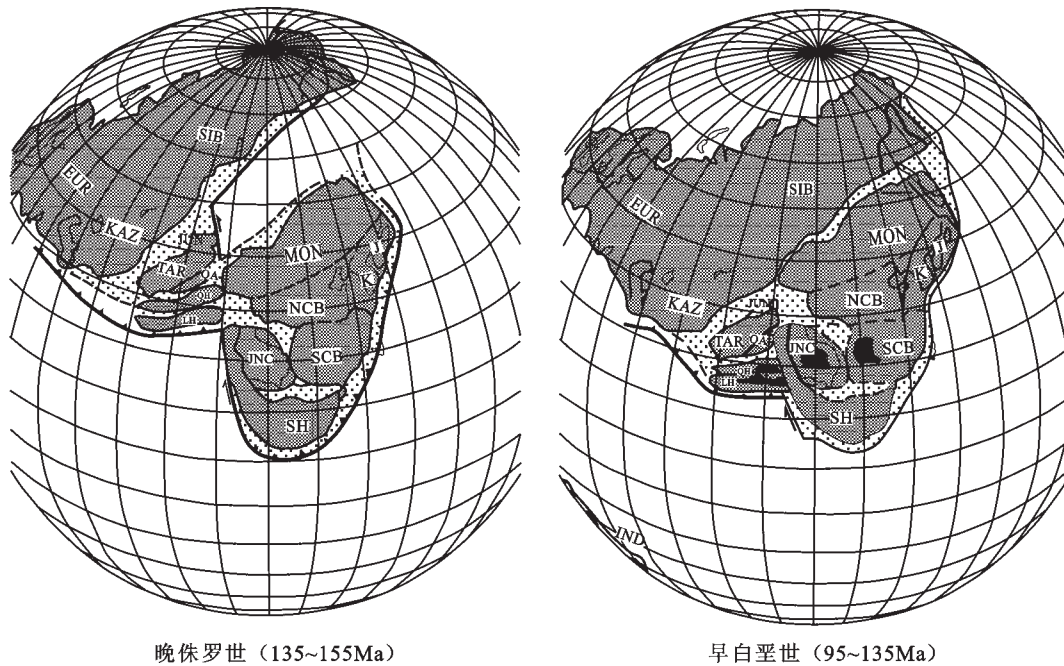 SIB
EUR
KAZ
JUN
TAR
QA
QH
LH
MON
J
K
NCB
JNC
SCB
SH
晚侏罗世（135~155Ma）
SIB
EUR
MON
J
K
KAZ
JUN
NCB
TAR
QA
JNC
SCB
QH
LH
SH
IND
早白垩世（95~135Ma）